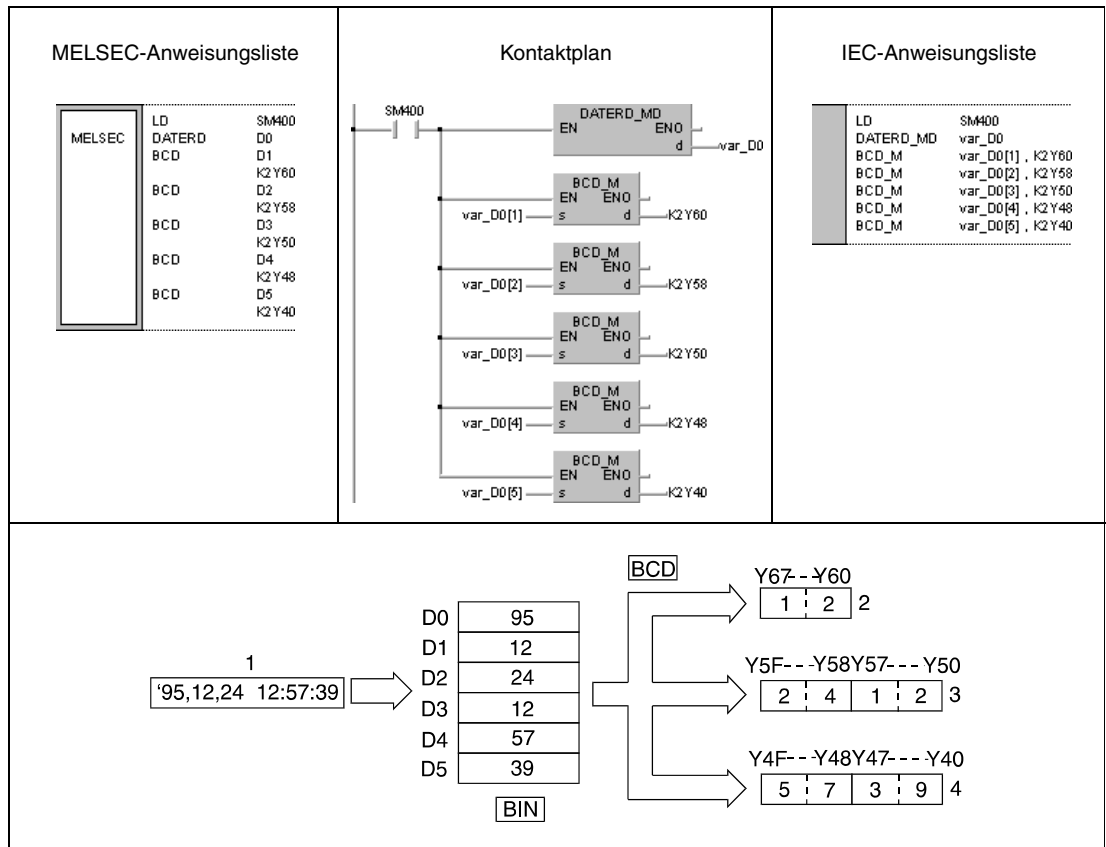 MELSEC-Anweisungsliste
MELSEC
LD SM400
DATERD D0
BCD D1
K2Y60
BCD D2
K2Y58
BCD D3
K2Y50
BCD D4
K2Y48
BCD D5
K2Y40
Kontaktplan
SM400
DATERD_MD
EN ENO
d var_D0
BCD_M
EN ENO
var_D0[1] s d K2Y60
BCD_M
EN ENO
var_D0[2] s d K2Y58
BCD_M
EN ENO
var_D0[3] s d K2Y50
BCD_M
EN ENO
var_D0[4] s d K2Y48
BCD_M
EN ENO
var_D0[5] s d K2Y40
IEC-Anweisungsliste
LD SM400
DATERD_MD var_D0
BCD_M var_D0[1] , K2Y60
BCD_M var_D0[2] , K2Y58
BCD_M var_D0[3] , K2Y50
BCD_M var_D0[4] , K2Y48
BCD_M var_D0[5] , K2Y40
1
'95,12,24 12:57:39
D0 95
D1 12
D2 24
D3 12
D4 57
D5 39
BIN
BCD
Y67---Y60
1 2 2
Y5F---Y58Y57---Y50
2 4 1 2 3
Y4F---Y48Y47----Y40
5 7 3 9 4